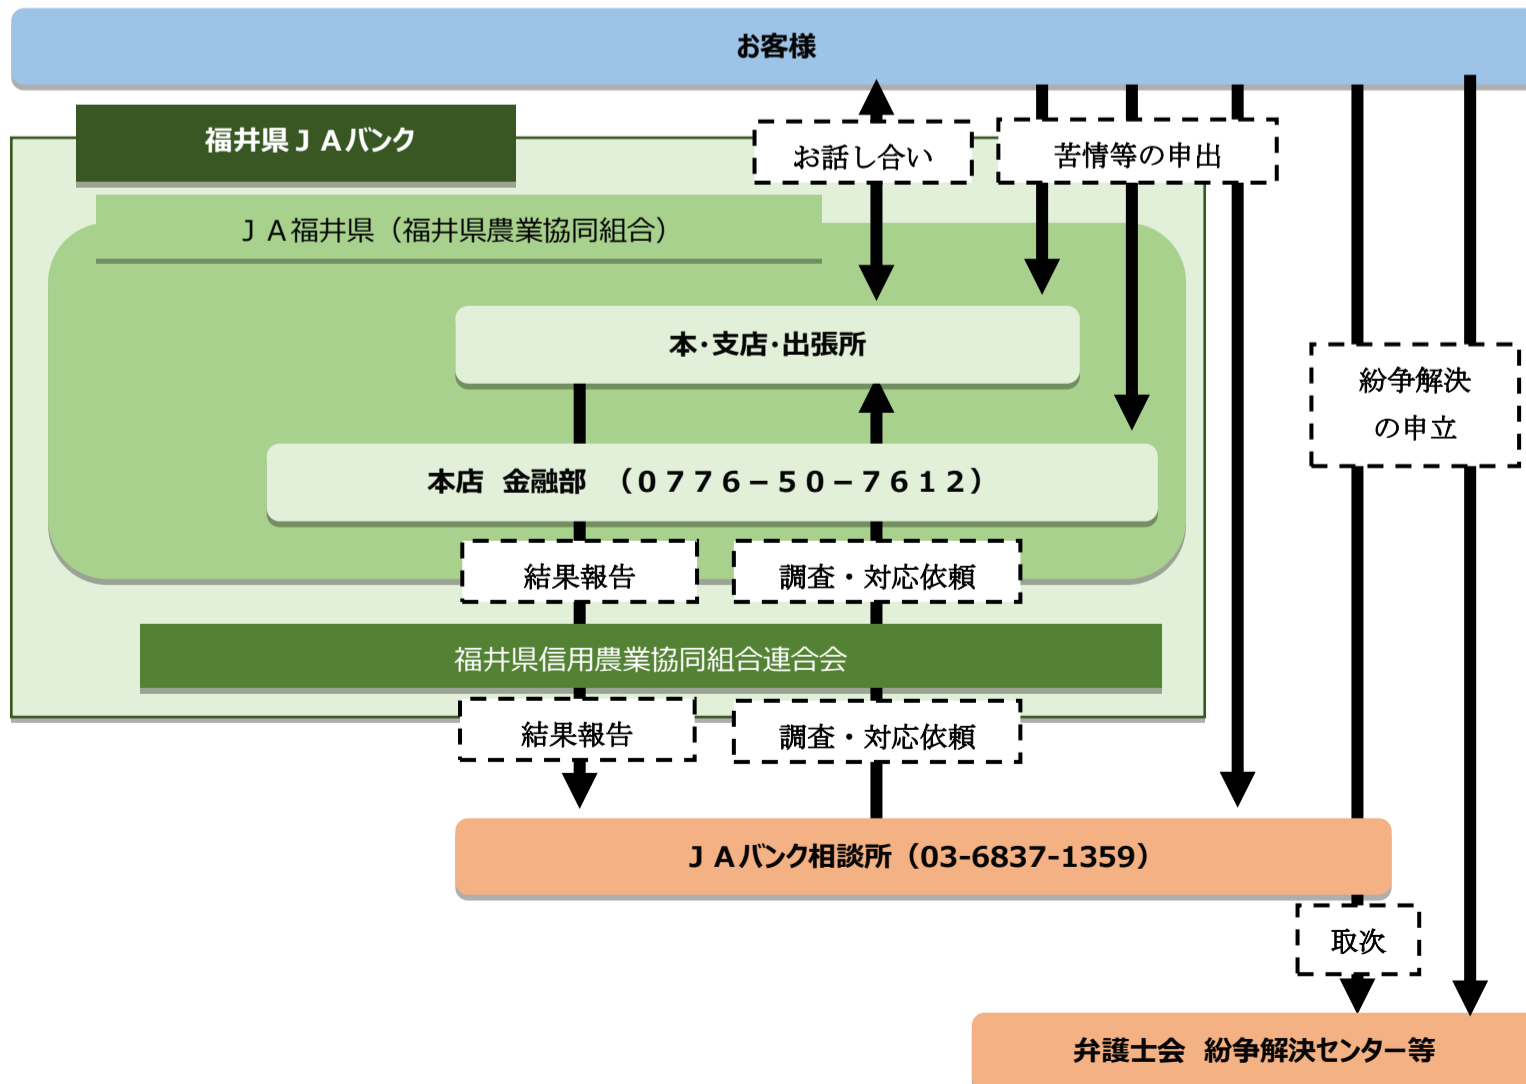 お客様
福井県ＪＡバンク
お話し合い
苦情等の申出
ＪＡ福井県（福井県農業協同組合）
本･支店･出張所
紛争解決
の申立
本店　金融部　（０７７６－５０－７６１２）
結果報告
調査・対応依頼
福井県信用農業協同組合連合会
結果報告
調査・対応依頼
ＪＡバンク相談所（03-6837-1359）
取次
弁護士会　紛争解決センター等